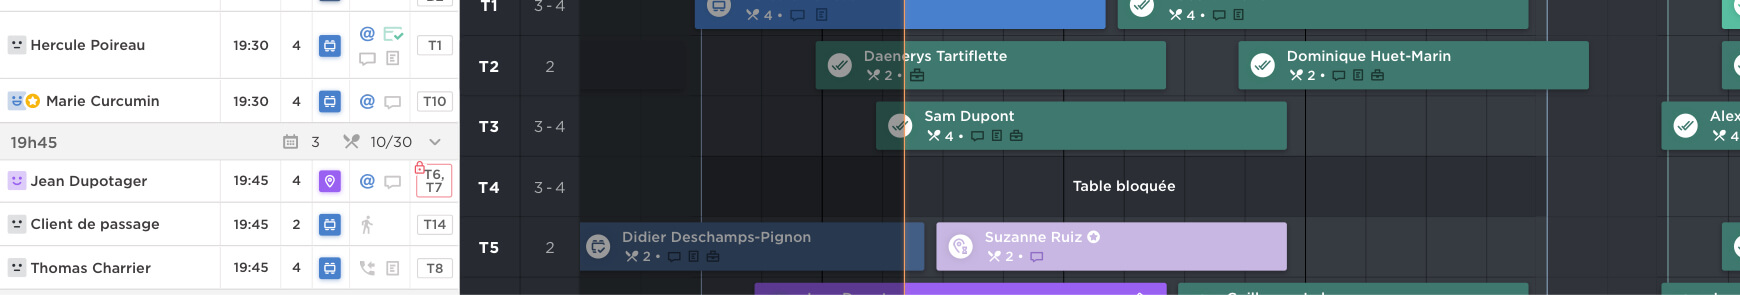 Hercule Poireau 19:30 4 @ T1
Marie Curcumin 19:30 4 @ T10
19h45 3 10/30
Jean Dupotager 19:45 4 @ T6,
T7
Client de passage 19:45 2 T14
Thomas Charrier 19:45 4 T8
T1 3 - 4
4 •
4 •
T2 2
Daenerys Tartiflette
2 •
Dominique Huet-Marin
2 •
T3 3 - 4
Sam Dupont
4 •
Alex
4
T4 3 - 4
Table bloquée
T5 2
Didier Deschamps-Pignon
2 •
Suzanne Ruiz
2 •